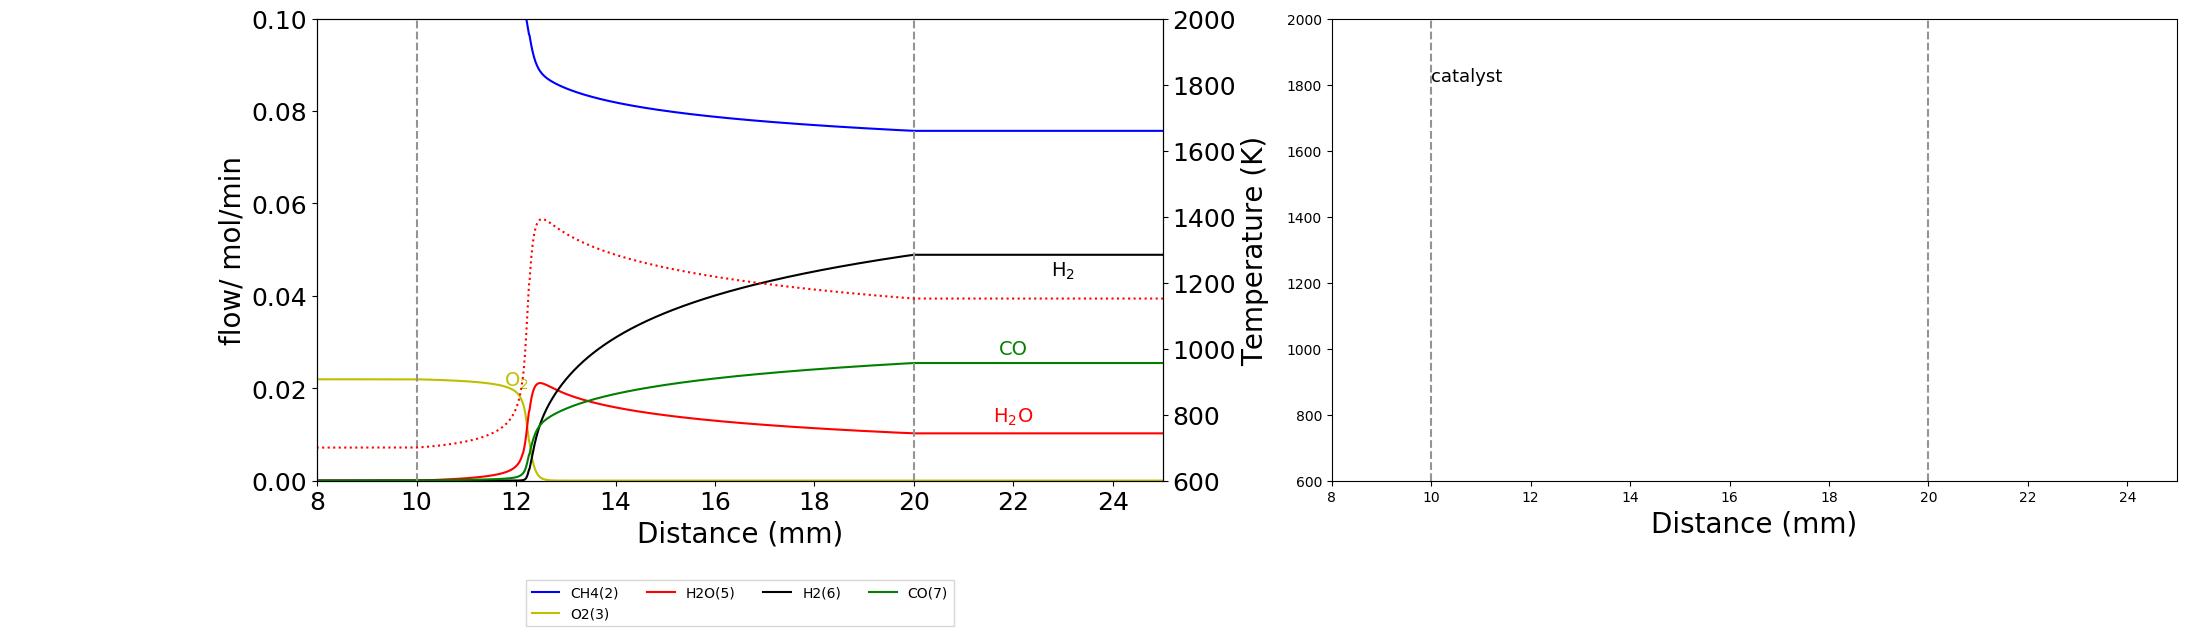 0.10
0.08
0.06
0.04
0.02
0.00
flow/ mol/min
8 10 12 14 16 18 20 22 24
Distance (mm)
O2
H2
CO
H2O
2000
1800
1600
1400
1200
1000
800
600
Temperature (K)
CH4(2) H2O(5) H2(6) CO(7)
O2(3)
2000
1800
1600
1400
1200
1000
800
600
catalyst
8 10 12 14 16 18 20 22 24
Distance (mm)